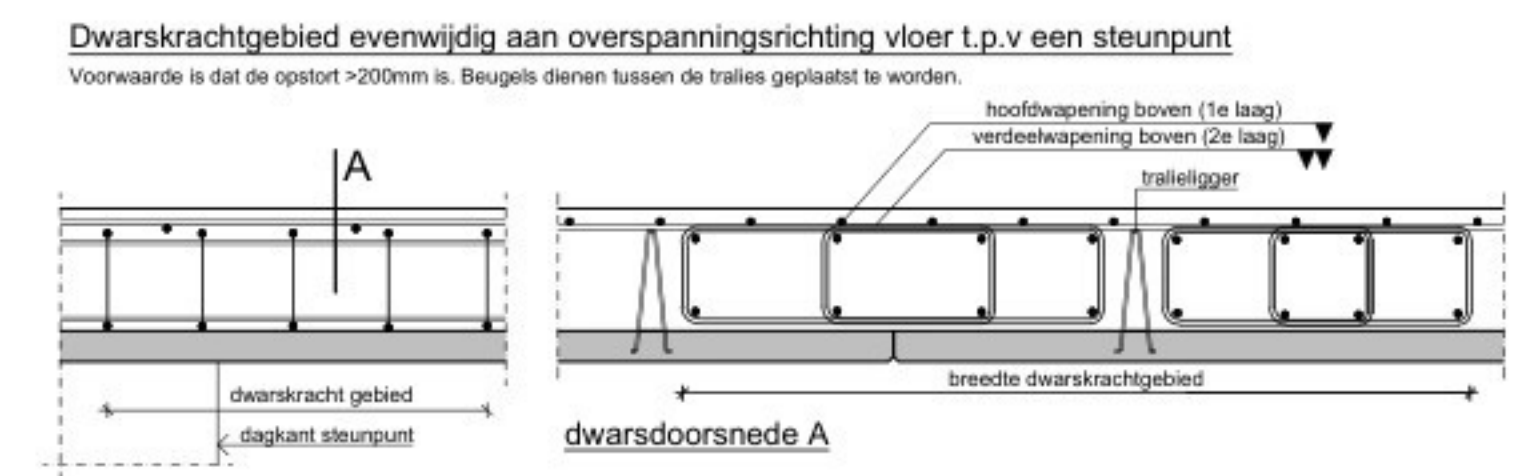 Dwarskrachtgebied evenwijdig aan overspanningsrichting vloer t.p.v een steunpunt
Voorwaarde is dat de opstort >200mm is. Beugels dienen tussen de tralies geplaatst te worden.
hoofdwapening boven (1e laag)
verdeelwapening boven (2e laag)
tralieligger
A
dwarskracht gebied
dagkant steunpunt
breedte dwarskrachtgebied
dwarsdoorsnede A